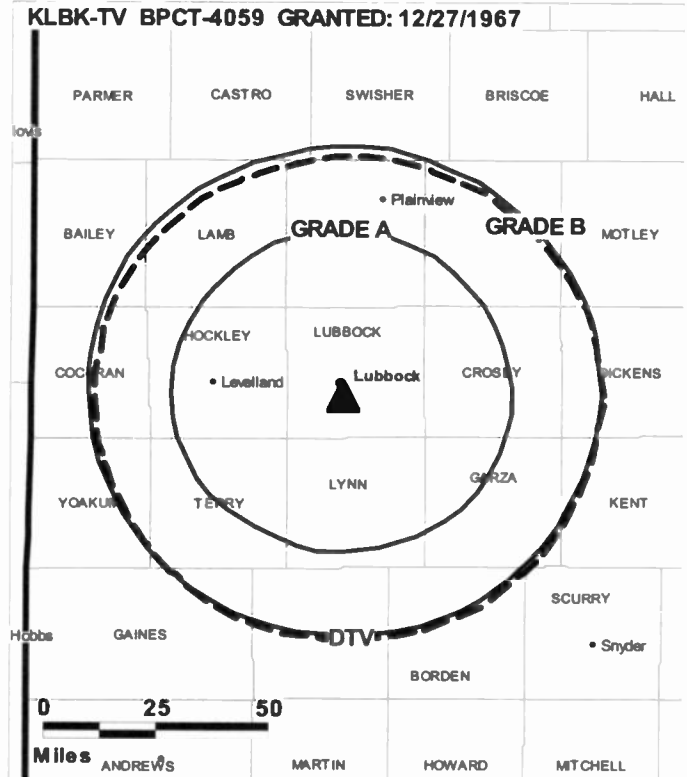 KLBK-TV BPCT-4059 GRANTED: 12/27/1967
PARMER CASTRO SWISHER BRISCOE HALL
Plainview
BAILEY LAMB GRADE A GRADE B MOTLEY
HOCKLEY LUBBOCK
COCHRAN Levelland Lubbock CROSBY DICKENS
LYNN GARZA
YOAKUM TERRY KENT
SCURRY
Hobbs GAINES DTV Snyder
BORDEN
0 25 50
Miles ANDREWS MARTIN HOWARD MITCHELL